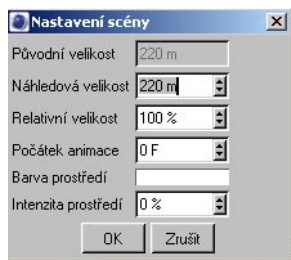 Nastavení scény
Původní velikost 220 m
Náhledová velikost 220 m
Relativní velikost 100 %
Počátek animace 0 F
Barva prostředí
Intenzita prostředí 0 %
OK Zrušit